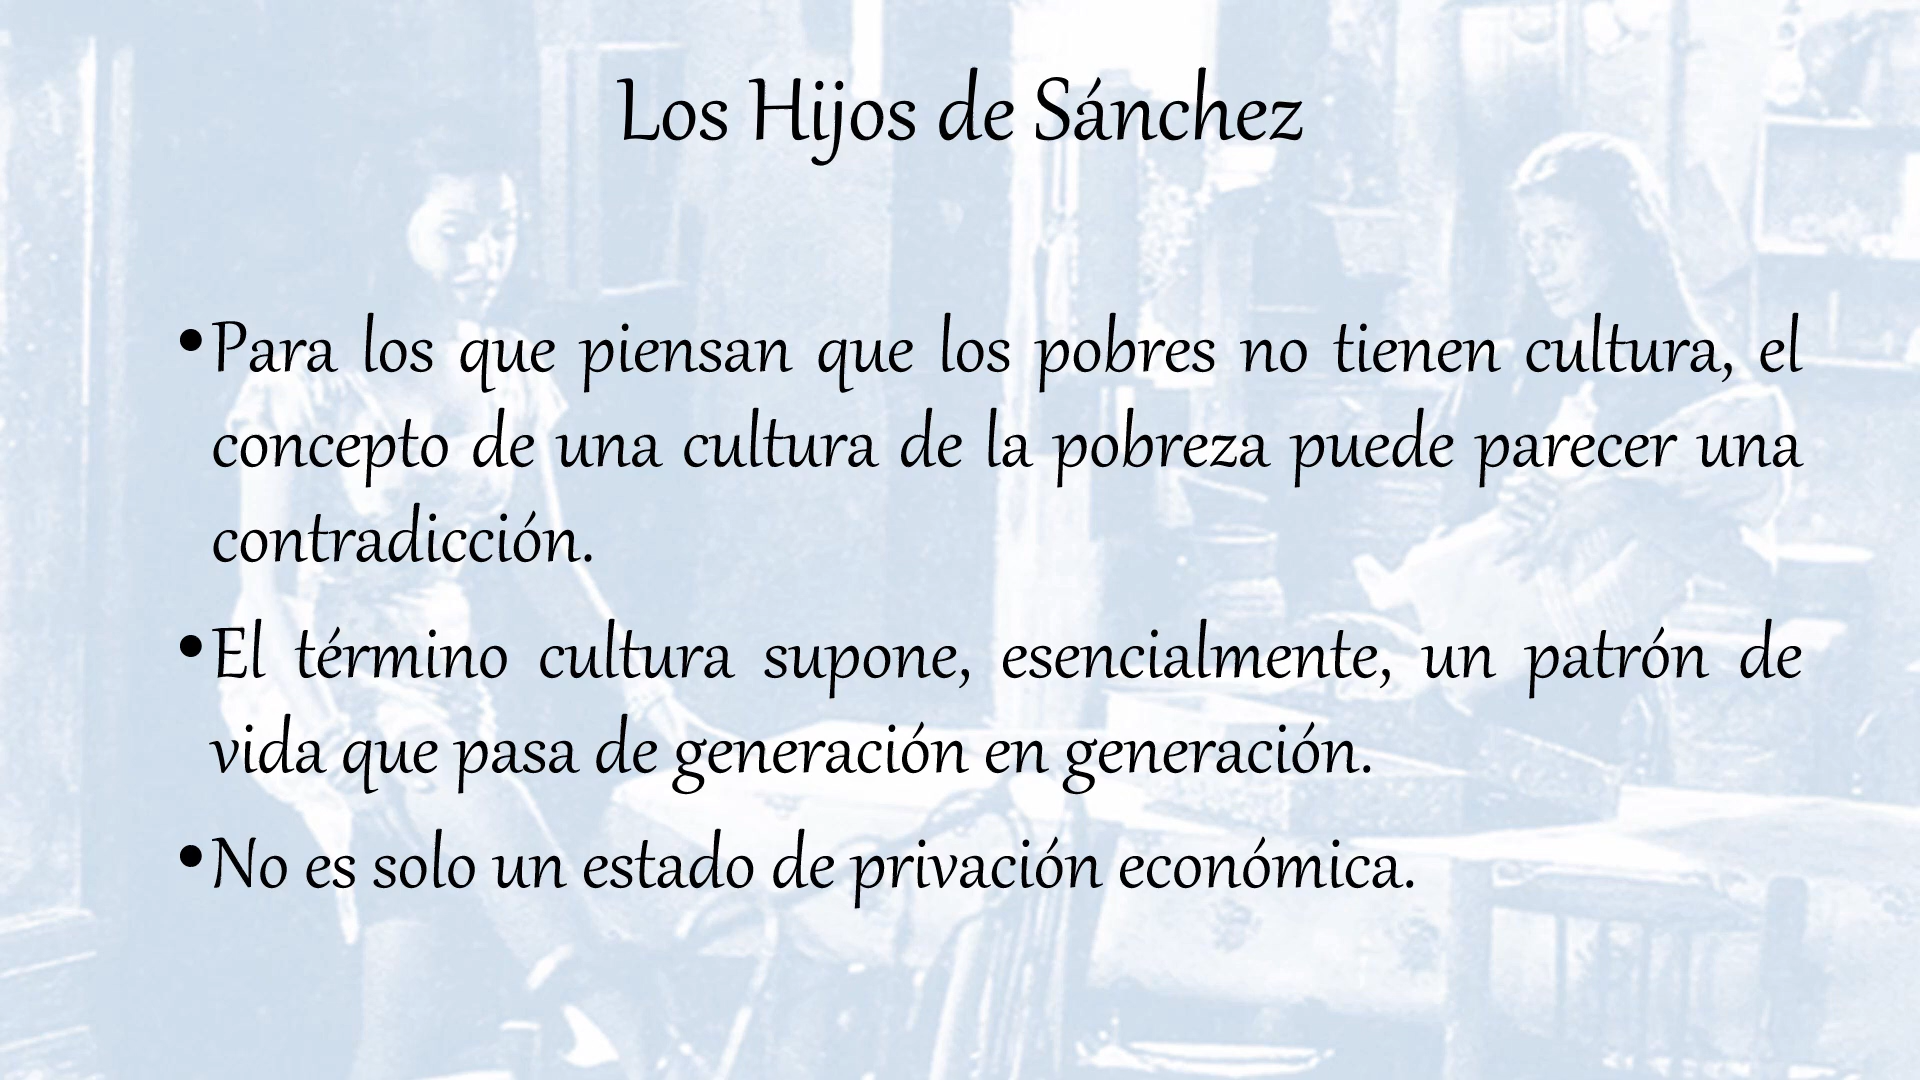 Los Hijos de Sánchez
•Para los que piensan que los pobres no tienen cultura, el
concepto de una cultura de la pobreza puede parecer una
contradicción.
•El término cultura supone, esencialmente, un patrón de
vida que pasa de generación en generación.
•No es solo un estado de privación económica.